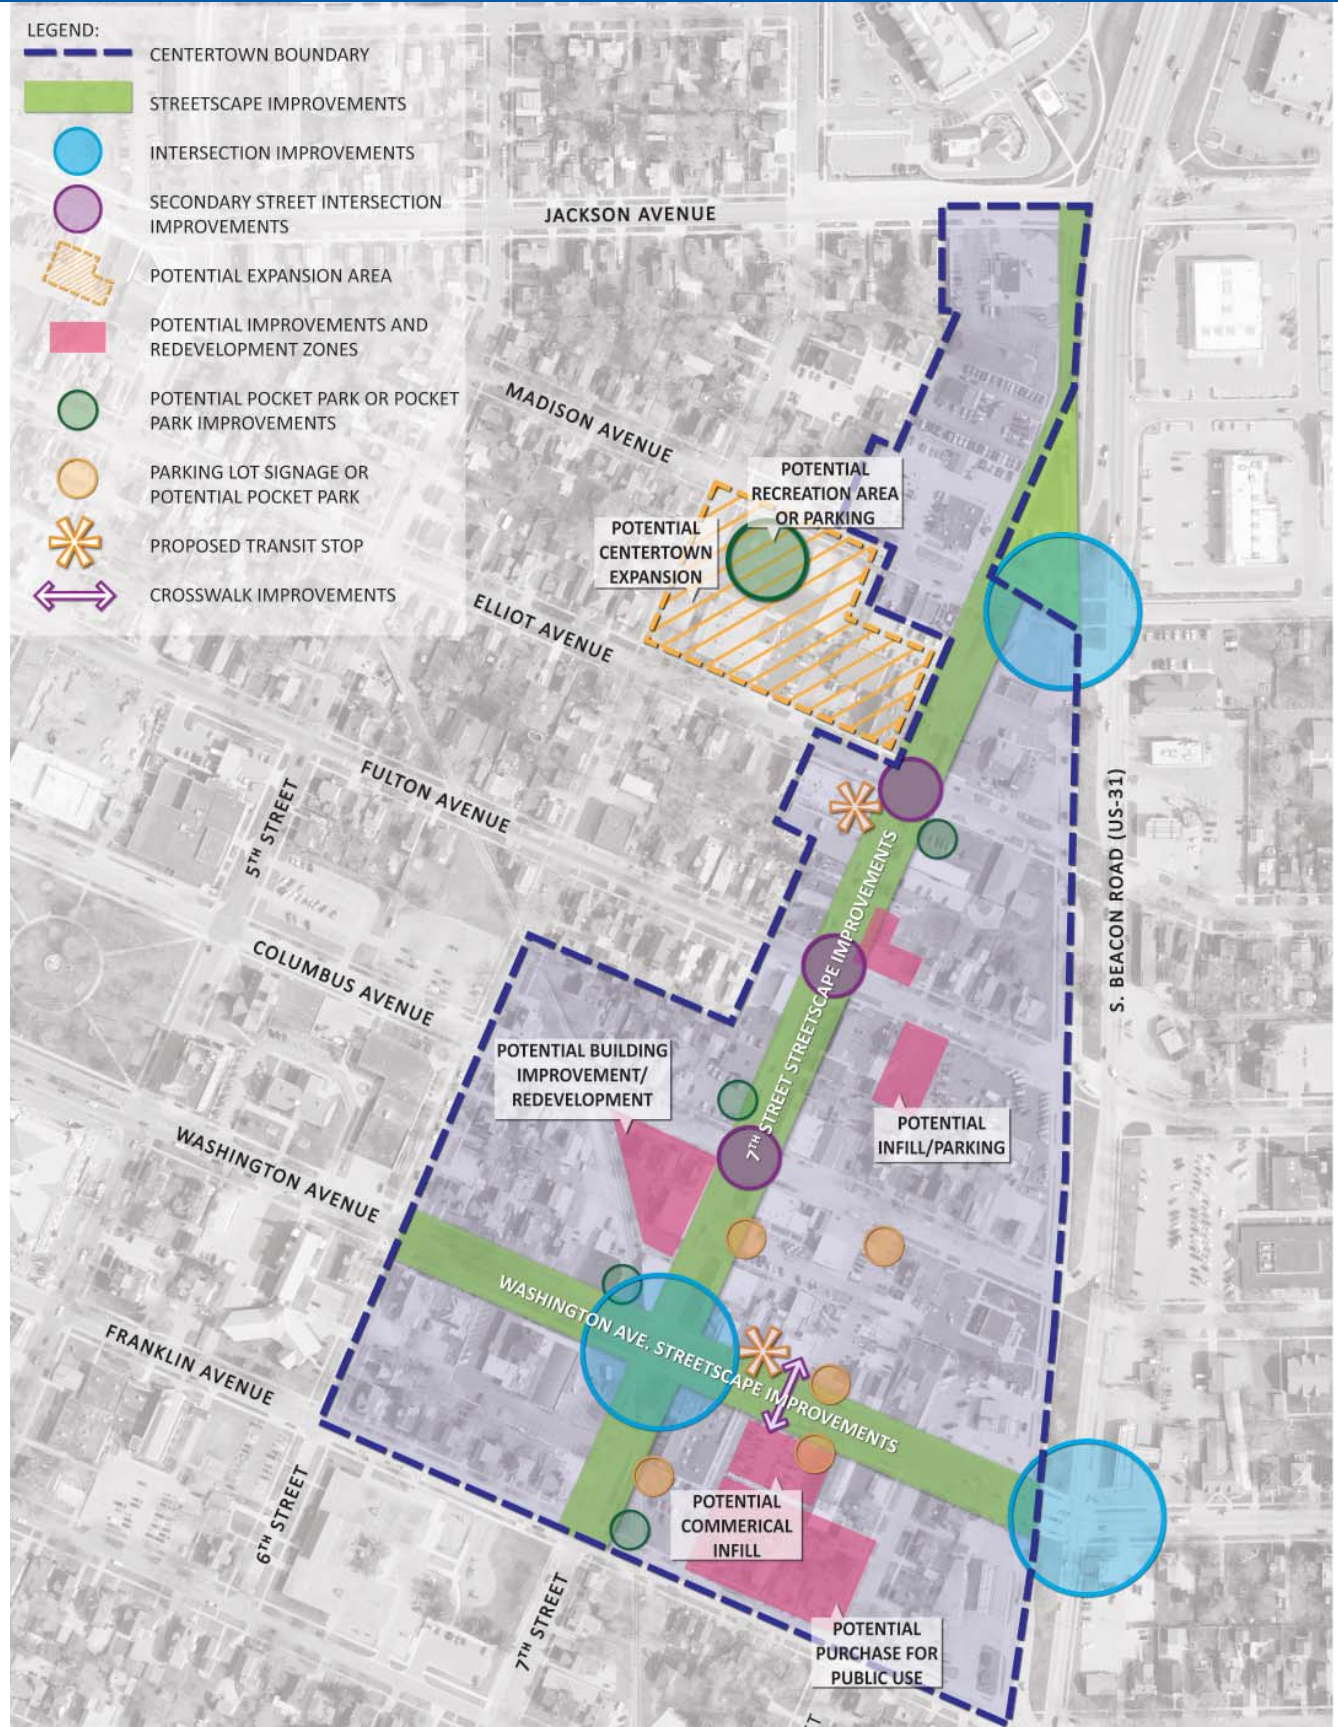 LEGEND:
CENTERTOWN BOUNDARY
STREETSCAPE IMPROVEMENTS
INTERSECTION IMPROVEMENTS
SECONDARY STREET INTERSECTION
IMPROVEMENTS
POTENTIAL EXPANSION AREA
POTENTIAL IMPROVEMENTS AND
REDEVELOPMENT ZONES
POTENTIAL POCKET PARK OR POCKET
PARK IMPROVEMENTS
PARKING LOT SIGNAGE OR
POTENTIAL POCKET PARK
PROPOSED TRANSIT STOP
CROSSWALK IMPROVEMENTS
JACKSON AVENUE
MADISON AVENUE
POTENTIAL
RECREATION AREA
OR PARKING
POTENTIAL
CENTERTOWN
EXPANSION
ELLIOT AVENUE
FULTON AVENUE
5TH STREET
S. BEACON ROAD (US-31)
7TH STREET STREETSCAPE IMPROVEMENTS
COLUMBUS AVENUE
POTENTIAL BUILDING
IMPROVEMENT/
REDEVELOPMENT
POTENTIAL
INFILL/PARKING
WASHINGTON AVENUE
WASHINGTON AVE. STREETSCAPE IMPROVEMENTS
FRANKLIN AVENUE
6TH STREET
POTENTIAL
COMMERICAL
INFILL
7TH STREET
POTENTIAL
PURCHASE FOR
PUBLIC USE